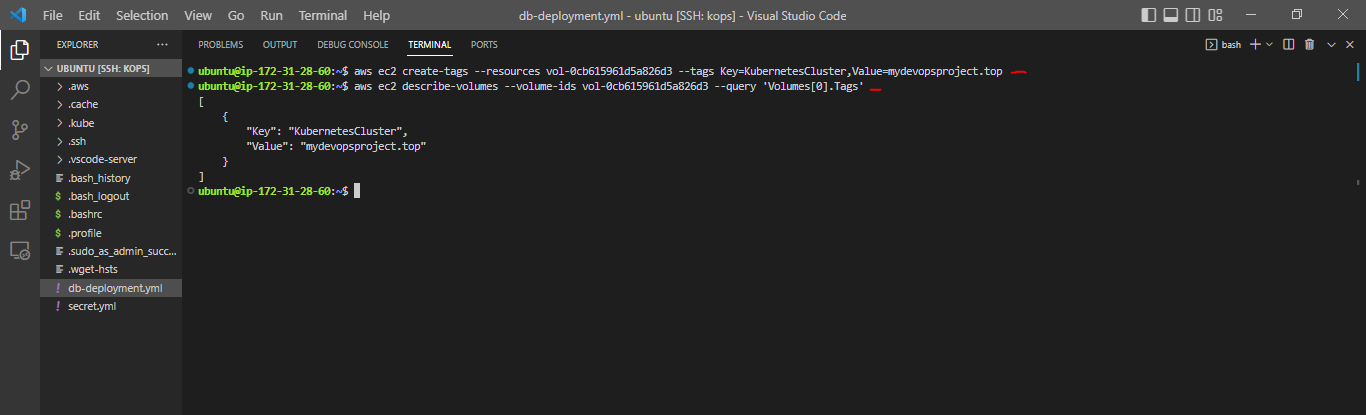 File Edit Selection View Go Run Terminal Help
db-deployment.yml - ubuntu [SSH: kops] - Visual Studio Code
EXPLORER
UBUNTU [SSH: KOPS]
.aws
.cache
.kube
.ssh
.vscode-server
.bash_history
.bash_logout
.bashrc
.profile
.sudo_as_admin_succ...
.wget-hsts
db-deployment.yml
secret.yml
PROBLEMS OUTPUT DEBUG CONSOLE TERMINAL PORTS
bash
ubuntu@ip-172-31-28-60:~$ aws ec2 create-tags --resources vol-0cb615961d5a826d3 --tags Key=KubernetesCluster,Value=mydevopsproject.top
ubuntu@ip-172-31-28-60:~$ aws ec2 describe-volumes --volume-ids vol-0cb615961d5a826d3 --query 'Volumes[0].Tags'
[
    {
        "Key": "KubernetesCluster",
        "Value": "mydevopsproject.top"
    }
]
ubuntu@ip-172-31-28-60:~$